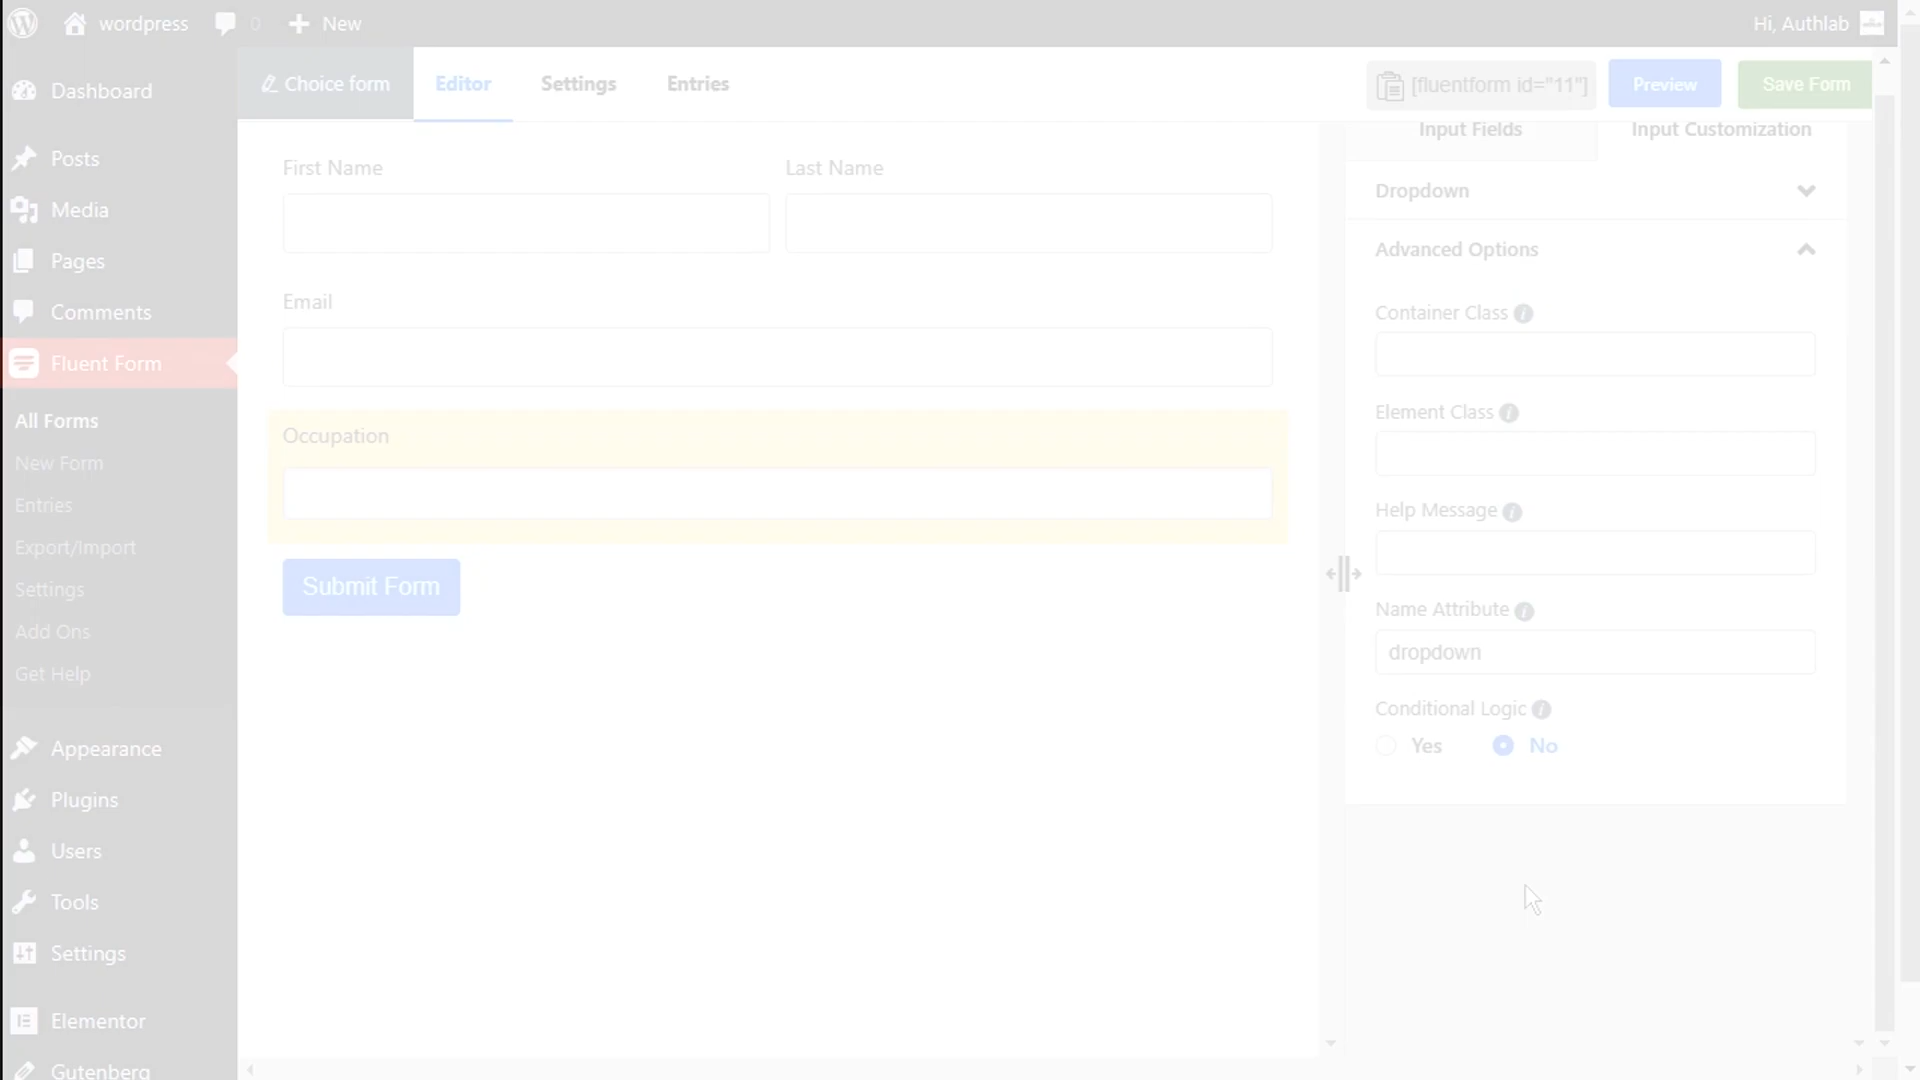 wordpress
0
New
Hi, Authlab
Dashboard
Posts
Media
Pages
Comments
Fluent Form
All Forms
New Form
Entries
Export/Import
Settings
Add Ons
Get Help
Appearance
Plugins
Users
Tools
Settings
Elementor
Gutenberg
Choice form
Editor
Settings
Entries
[fluentform id="11"]
Preview
Save Form
First Name
Last Name
Email
Occupation
Submit Form
Input Fields
Input Customization
Dropdown
Advanced Options
Container Class
Element Class
Help Message
Name Attribute
dropdown
Conditional Logic
Yes
No